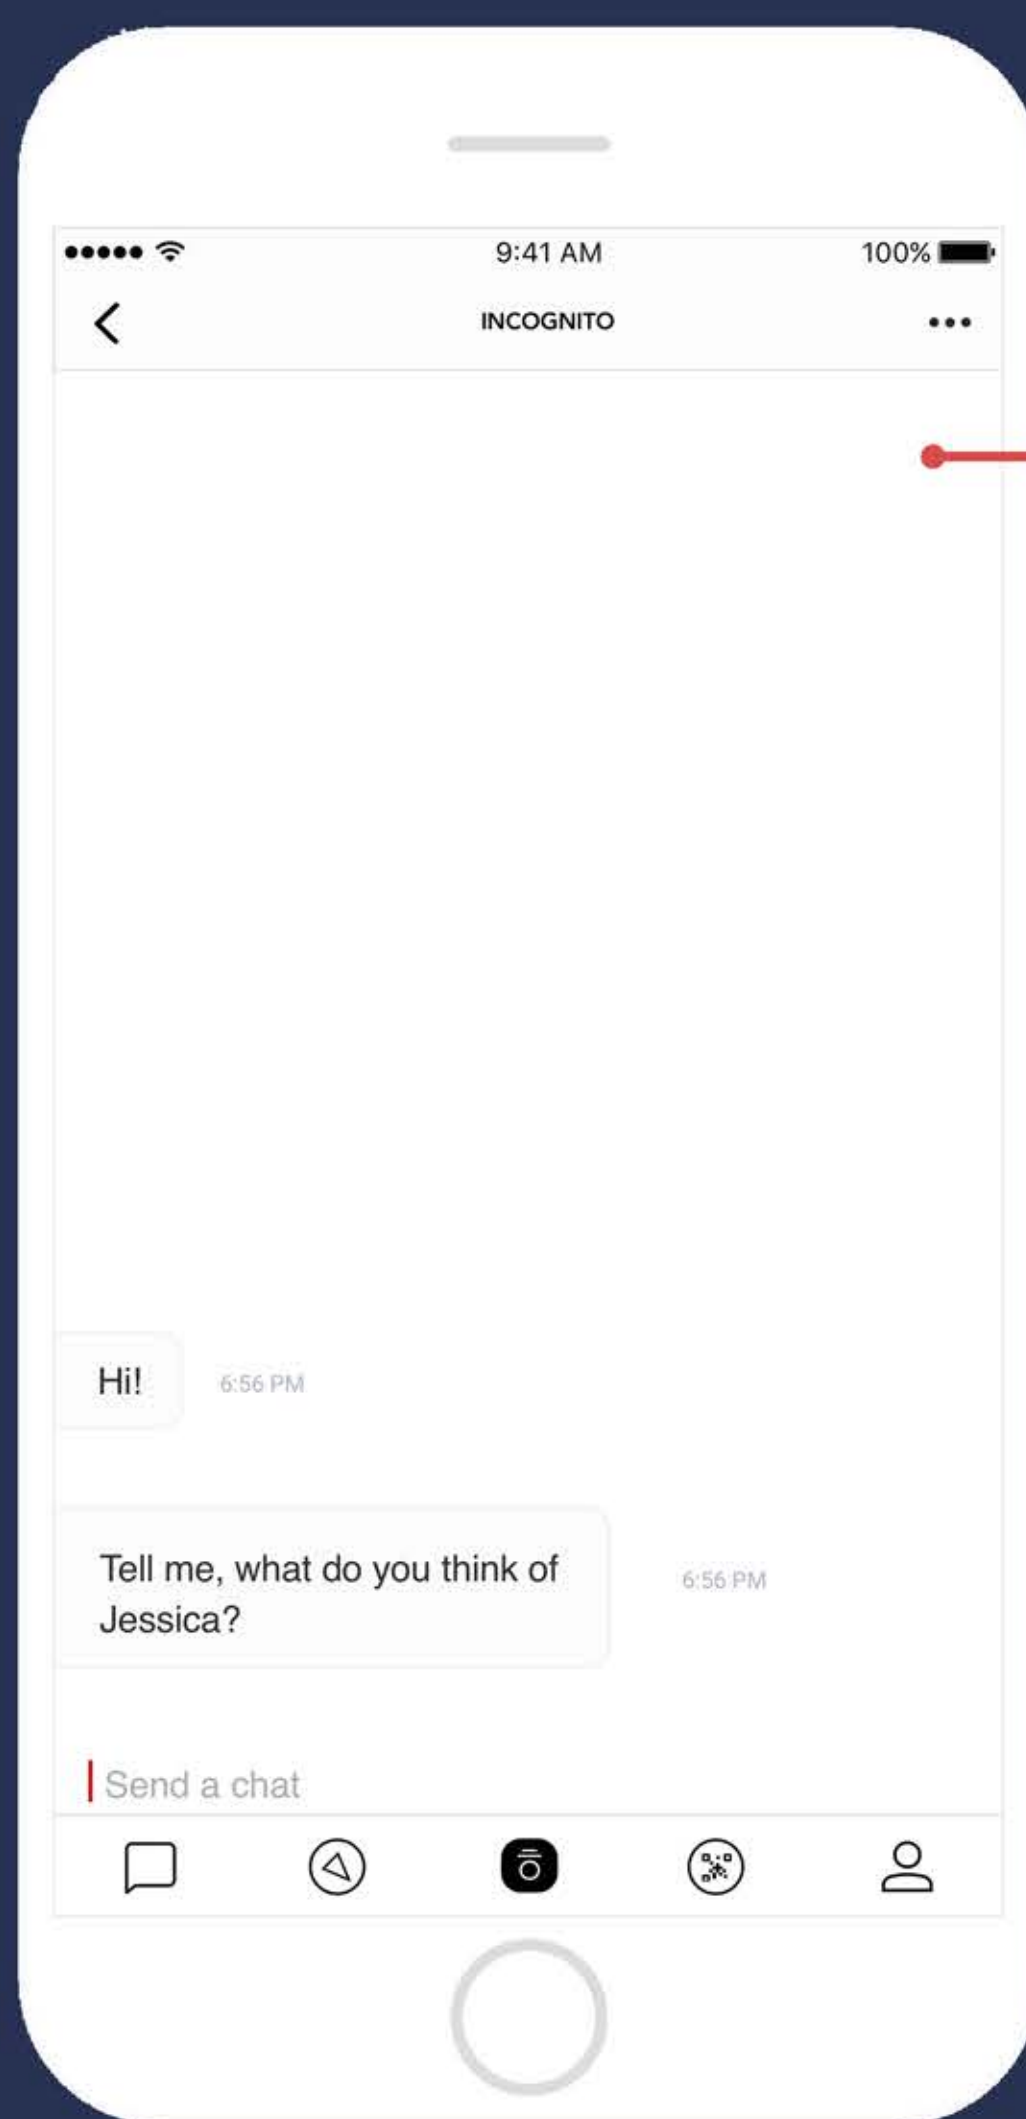 9:41 AM
100%
INCOGNITO
Hi!
6:56 PM
Tell me, what do you think of
Jessica?
6:56 PM
Send a chat